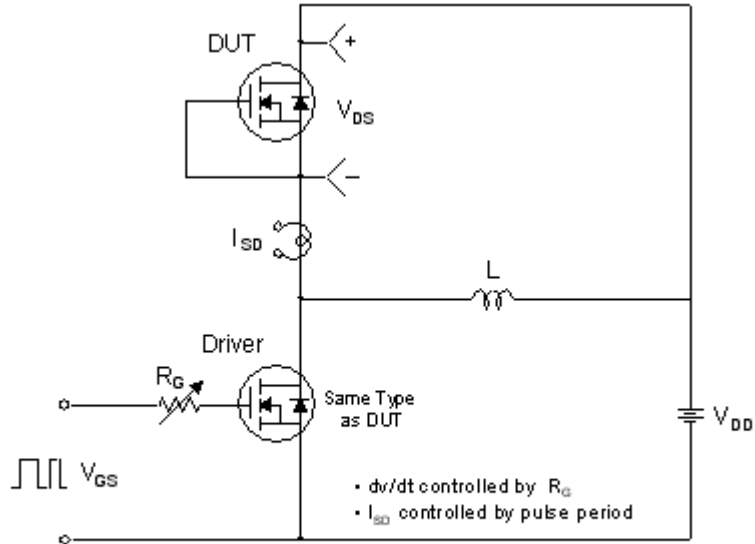 DUT
+
VDS
−
ISD
L
Driver
RG
Same Type
as DUT
VDD
VGS
• dv/dt controlled by RG
• ISD controlled by pulse period